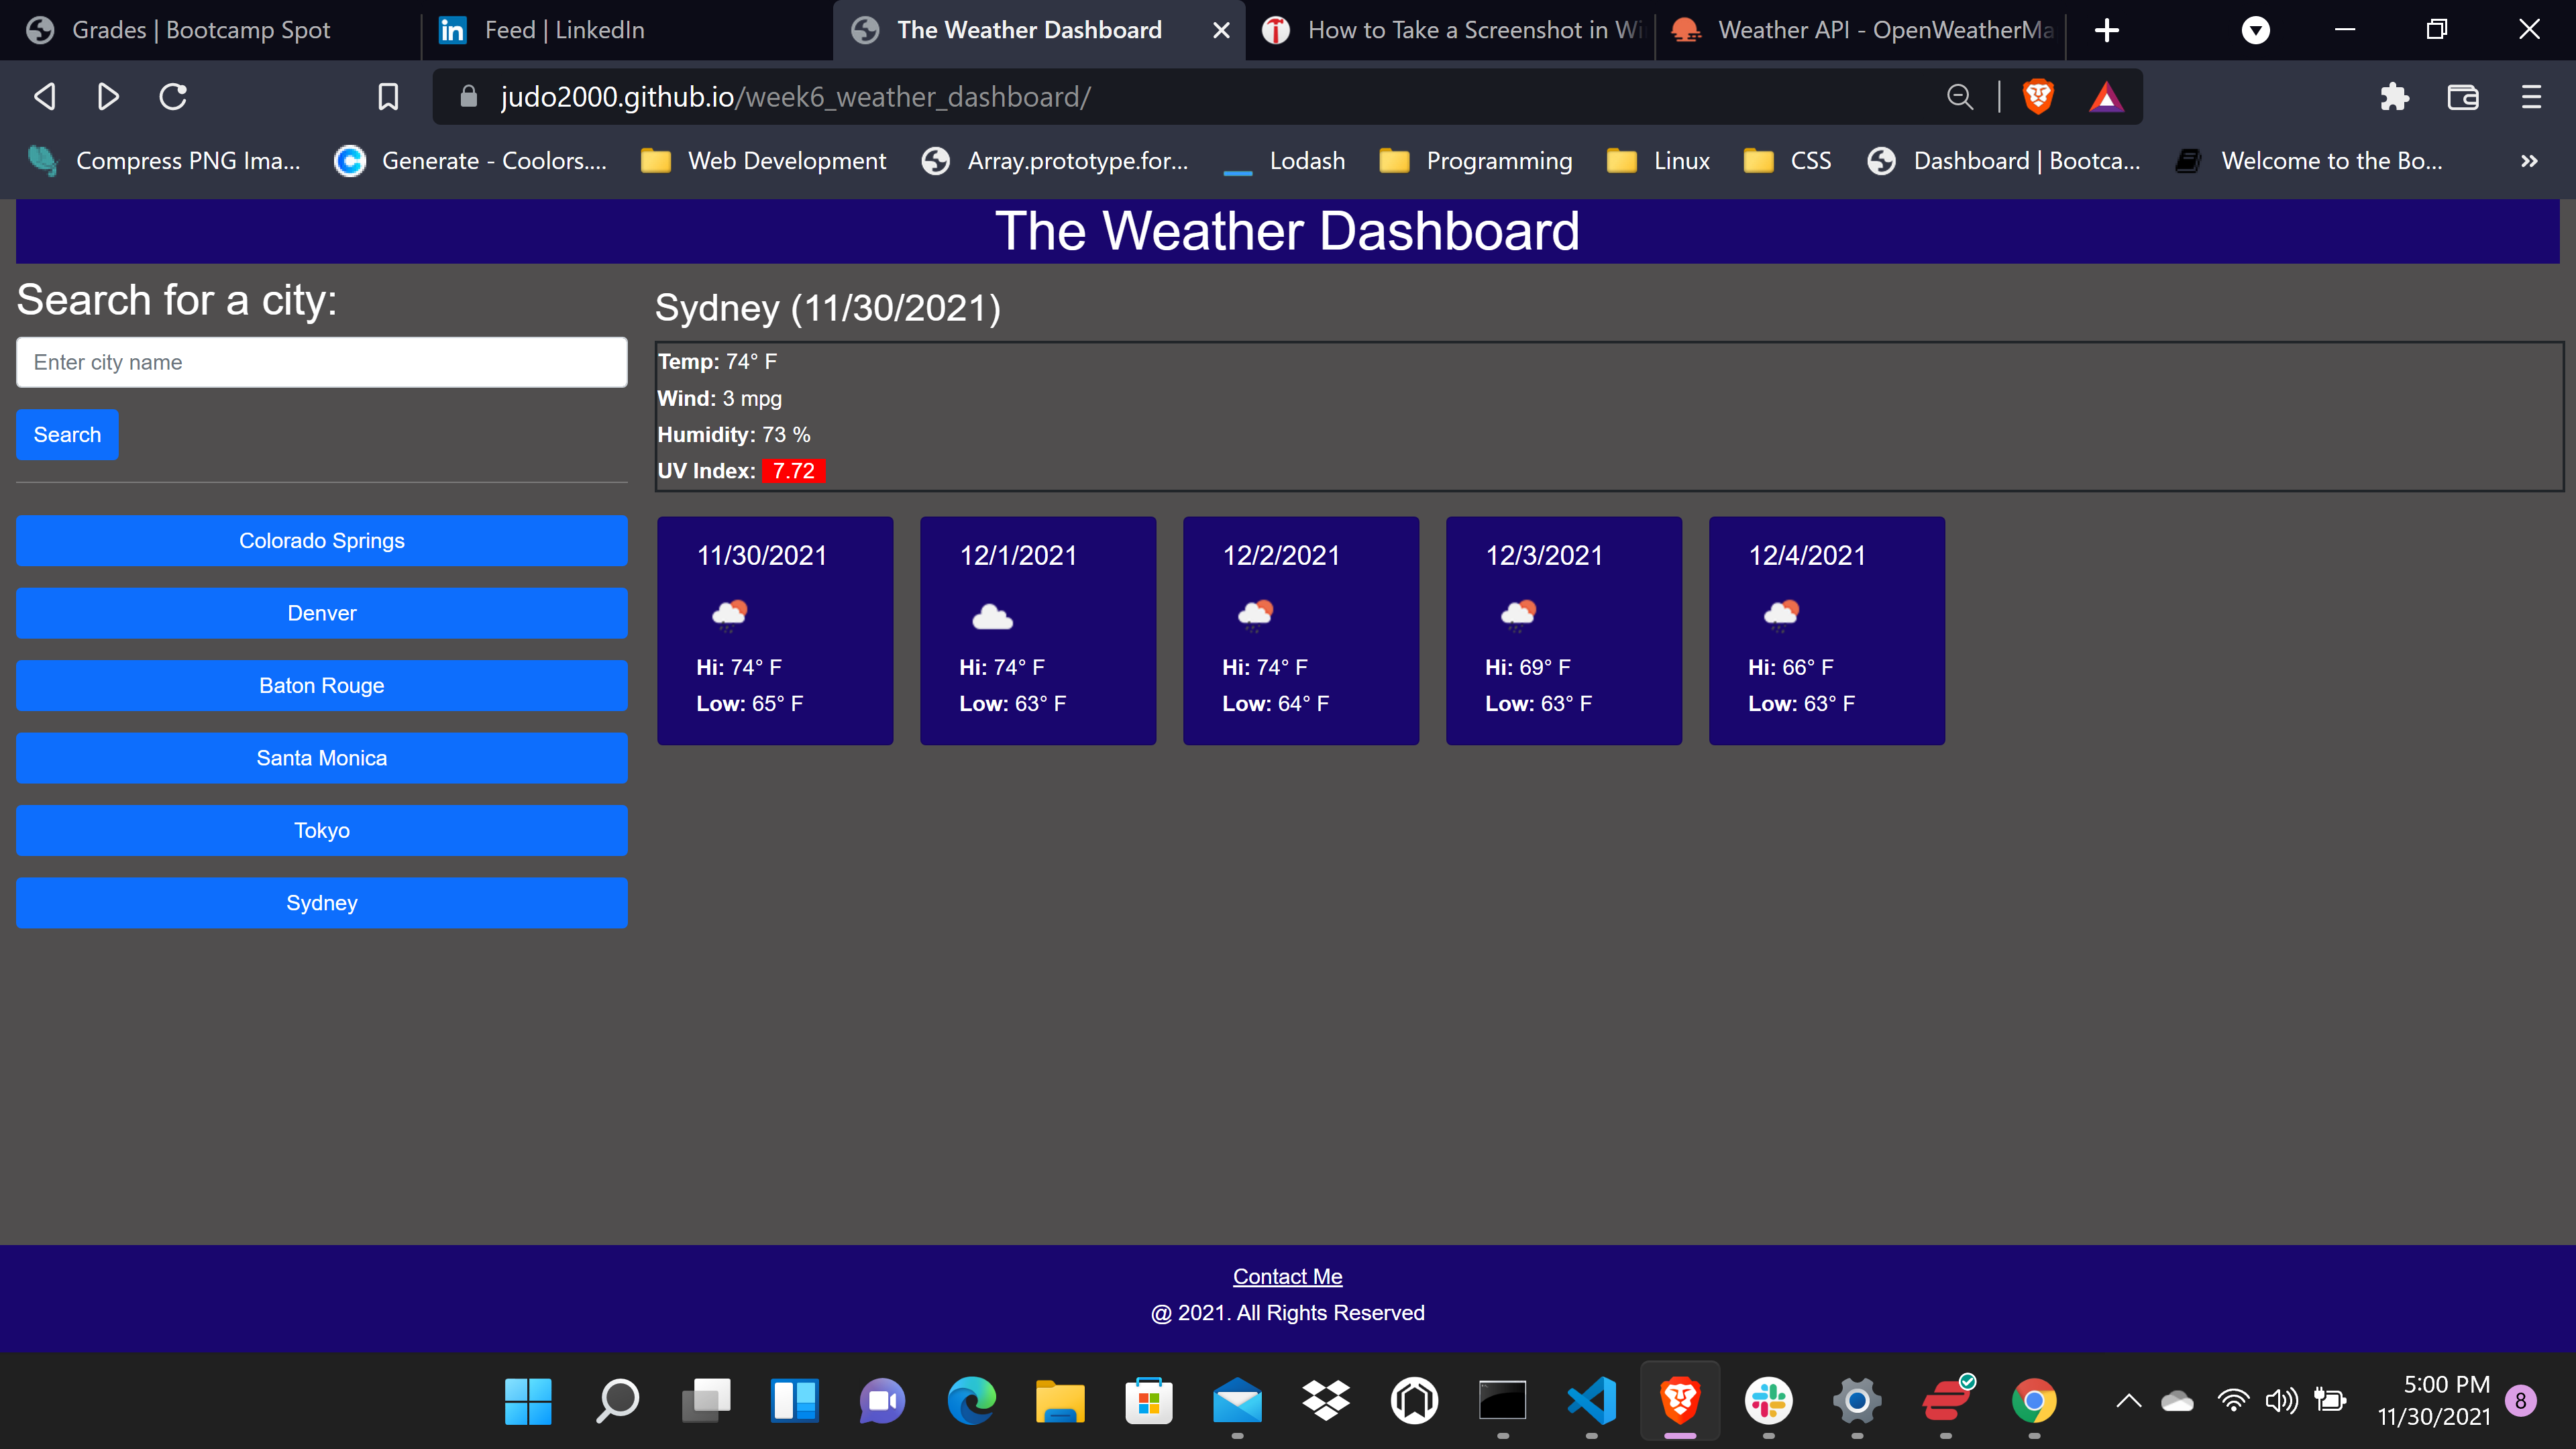 Grades | Bootcamp Spot
Feed | LinkedIn
The Weather Dashboard
How to Take a Screenshot in Wi
Weather API - OpenWeatherMa
judo2000.github.io/week6_weather_dashboard/
Compress PNG Ima...
Generate - Coolors....
Web Development
Array.prototype.for...
Lodash
Programming
Linux
CSS
Dashboard | Bootca...
Welcome to the Bo...
The Weather Dashboard
Search for a city:
Enter city name
Search
Colorado Springs
Denver
Baton Rouge
Santa Monica
Tokyo
Sydney
Sydney (11/30/2021)
Temp: 74° F
Wind: 3 mpg
Humidity: 73 %
UV Index: 7.72
11/30/2021
Hi: 74° F
Low: 65° F
12/1/2021
Hi: 74° F
Low: 63° F
12/2/2021
Hi: 74° F
Low: 64° F
12/3/2021
Hi: 69° F
Low: 63° F
12/4/2021
Hi: 66° F
Low: 63° F
Contact Me
@ 2021. All Rights Reserved
5:00 PM
11/30/2021
8